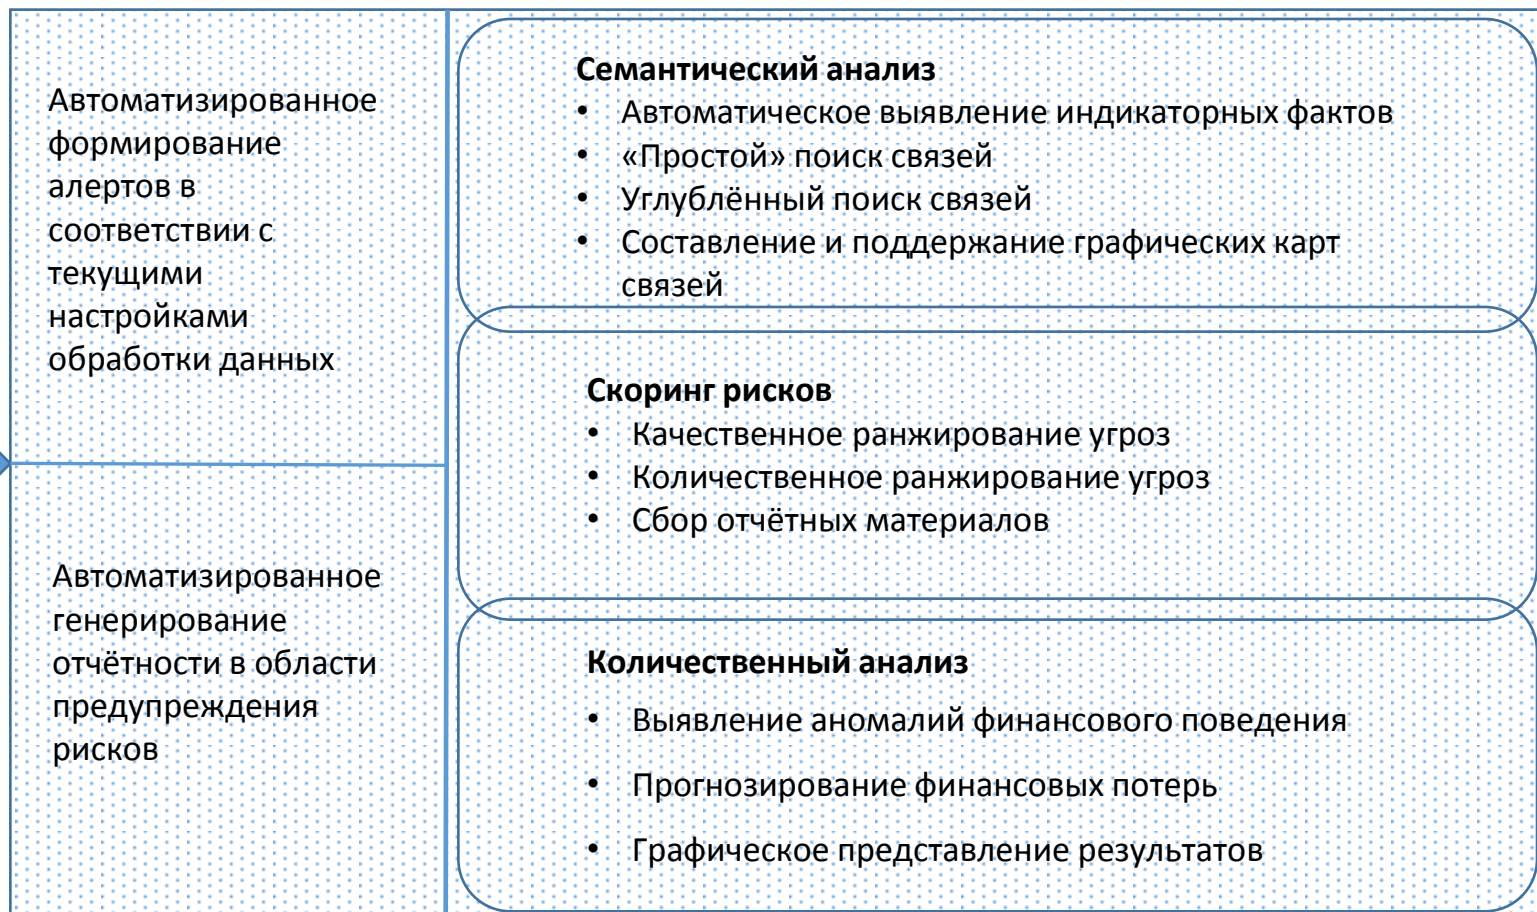 Автоматизированное
формирование
алертов в
соответствии с
текущими
настройками
обработки данных
Автоматизированное
генерирование
отчётности в области
предупреждения
рисков
Семантический анализ
• Автоматическое выявление индикаторных фактов
• «Простой» поиск связей
• Углублённый поиск связей
• Составление и поддержание графических карт
связей
Скоринг рисков
• Качественное ранжирование угроз
• Количественное ранжирование угроз
• Сбор отчётных материалов
Количественный анализ
• Выявление аномалий финансового поведения
• Прогнозирование финансовых потерь
• Графическое представление результатов